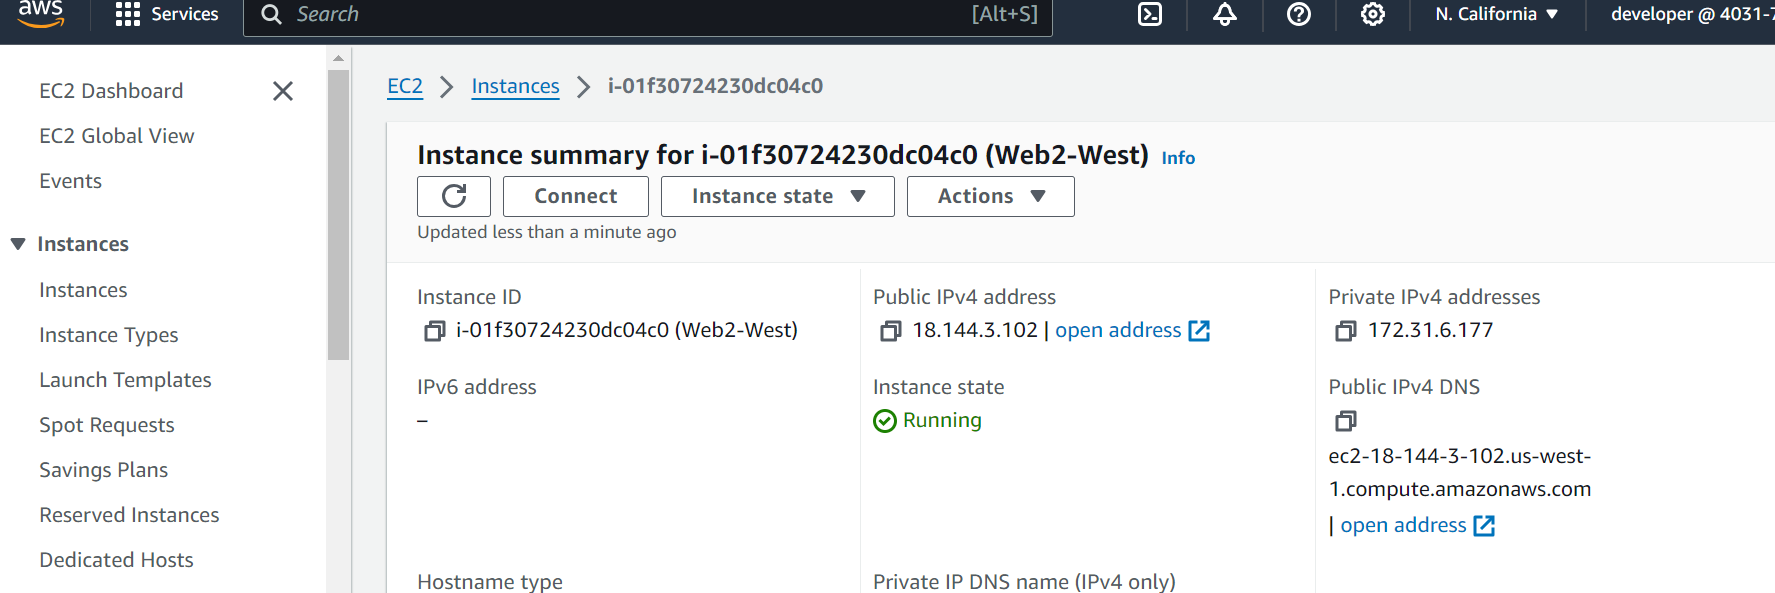 aws
Services
Search
[Alt+S]
N. California
developer @ 4031-7
EC2 Dashboard
EC2 Global View
Events
Instances
Instances
Instance Types
Launch Templates
Spot Requests
Savings Plans
Reserved Instances
Dedicated Hosts
EC2
Instances
i-01f30724230dc04c0
Instance summary for i-01f30724230dc04c0 (Web2-West) Info
Connect
Instance state
Actions
Updated less than a minute ago
Instance ID
i-01f30724230dc04c0 (Web2-West)
Public IPv4 address
18.144.3.102 | open address
Private IPv4 addresses
172.31.6.177
IPv6 address
–
Instance state
Running
Public IPv4 DNS
ec2-18-144-3-102.us-west-
1.compute.amazonaws.com
| open address
Hostname type
Private IP DNS name (IPv4 only)